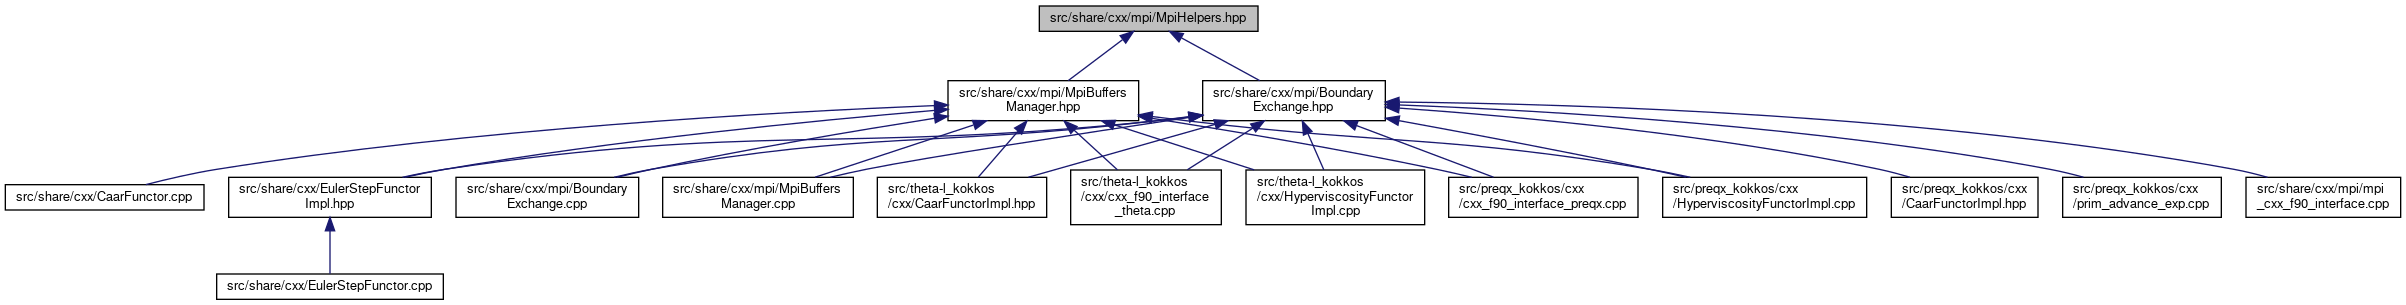 src/share/cxx/mpi/MpiHelpers.hpp
src/share/cxx/mpi/MpiBuffers
Manager.hpp
src/share/cxx/mpi/Boundary
Exchange.hpp
src/share/cxx/CaarFunctor.cpp
src/share/cxx/EulerStepFunctor
Impl.hpp
src/share/cxx/mpi/Boundary
Exchange.cpp
src/share/cxx/mpi/MpiBuffers
Manager.cpp
src/theta-l_kokkos
/cxx/CaarFunctorImpl.hpp
src/theta-l_kokkos
/cxx/cxx_f90_interface
_theta.cpp
src/theta-l_kokkos
/cxx/HyperviscosityFunctor
Impl.cpp
src/preqx_kokkos/cxx
/cxx_f90_interface_preqx.cpp
src/preqx_kokkos/cxx
/HyperviscosityFunctorImpl.cpp
src/preqx_kokkos/cxx
/CaarFunctorImpl.hpp
src/preqx_kokkos/cxx
/prim_advance_exp.cpp
src/share/cxx/mpi/mpi
_cxx_f90_interface.cpp
src/share/cxx/EulerStepFunctor.cpp